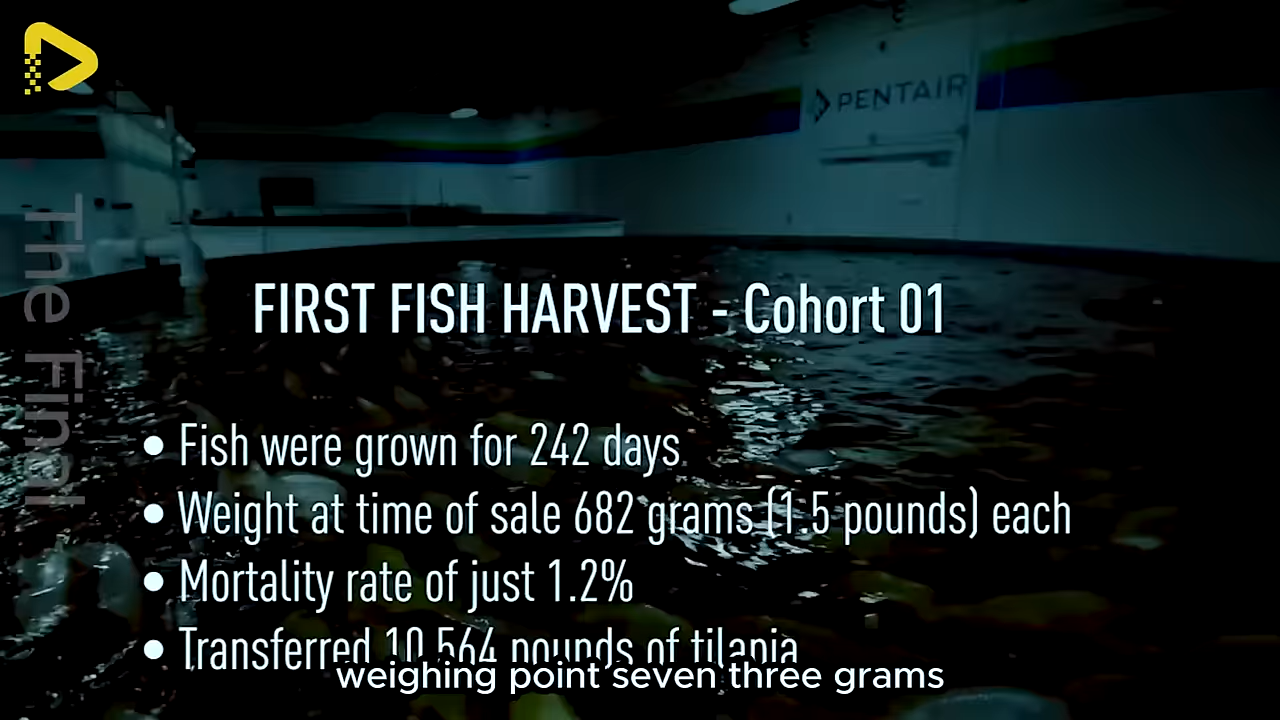 PENTAIR
The Final
FIRST FISH HARVEST - Cohort 01
• Fish were grown for 242 days
• Weight at time of sale 682 grams (1.5 pounds) each
• Mortality rate of just 1.2%
• Transferred 10,564 pounds of tilapia
weighing point seven three grams